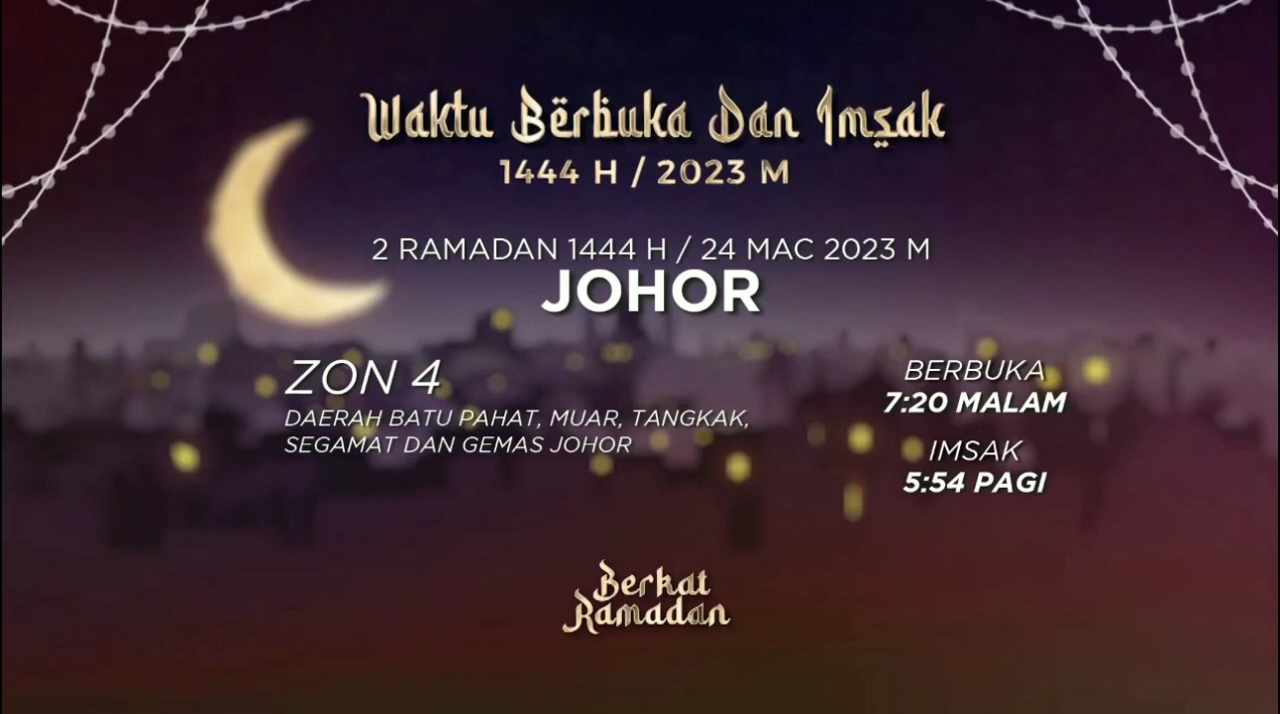 Waktu Berbuka Dan Imsak
1444 H / 2023 M
2 RAMADAN 1444 H / 24 MAC 2023 M
JOHOR
ZON 4
DAERAH BATU PAHAT, MUAR, TANGKAK,
SEGAMAT DAN GEMAS JOHOR
BERBUKA
7:20 MALAM
IMSAK
5:54 PAGI
Berkat
Ramadan